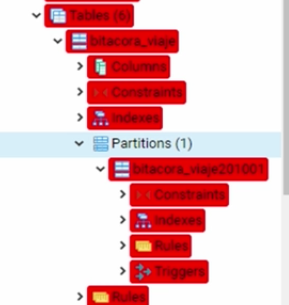 Tables (6)
bitacora_viaje
Columns
Constraints
Indexes
Partitions (1)
bitacora_viaje201001
Constraints
Indexes
Rules
Triggers
Rules